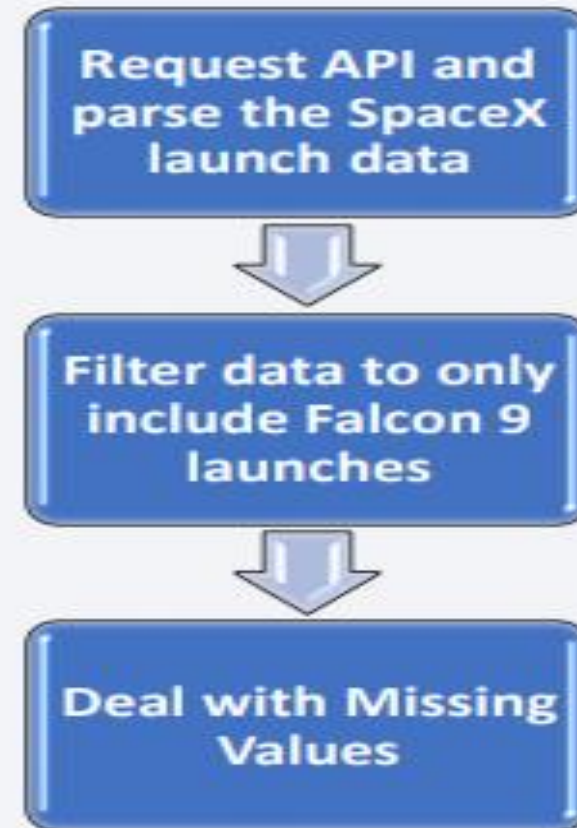 Request API and
parse the SpaceX
launch data
Filter data to only
include Falcon 9
launches
Deal with Missing
Values